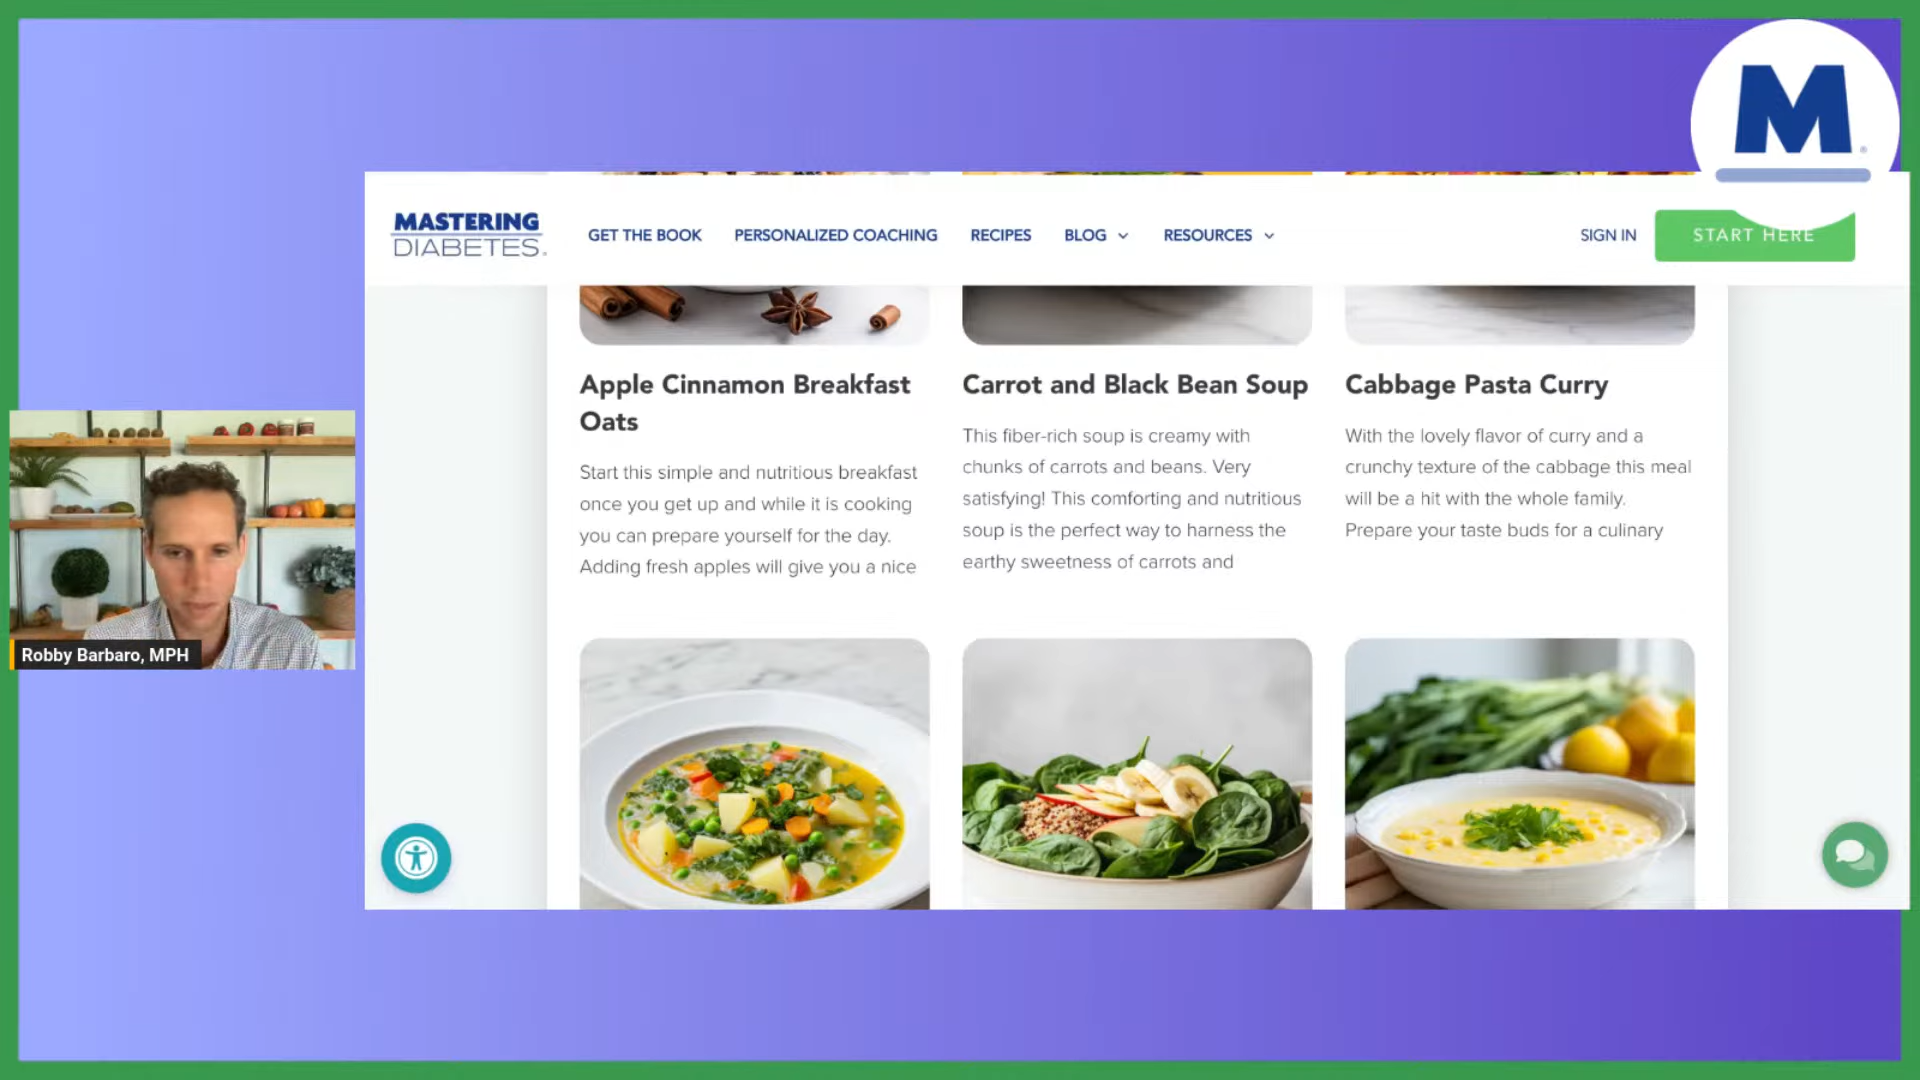 M
MASTERING
DIABETES®
GET THE BOOK
PERSONALIZED COACHING
RECIPES
BLOG
RESOURCES
SIGN IN
START HERE
Apple Cinnamon Breakfast
Oats
Start this simple and nutritious breakfast
once you get up and while it is cooking
you can prepare yourself for the day.
Adding fresh apples will give you a nice
Carrot and Black Bean Soup
This fiber-rich soup is creamy with
chunks of carrots and beans. Very
satisfying! This comforting and nutritious
soup is the perfect way to harness the
earthy sweetness of carrots and
Cabbage Pasta Curry
With the lovely flavor of curry and a
crunchy texture of the cabbage this meal
will be a hit with the whole family.
Prepare your taste buds for a culinary
Robby Barbaro, MPH